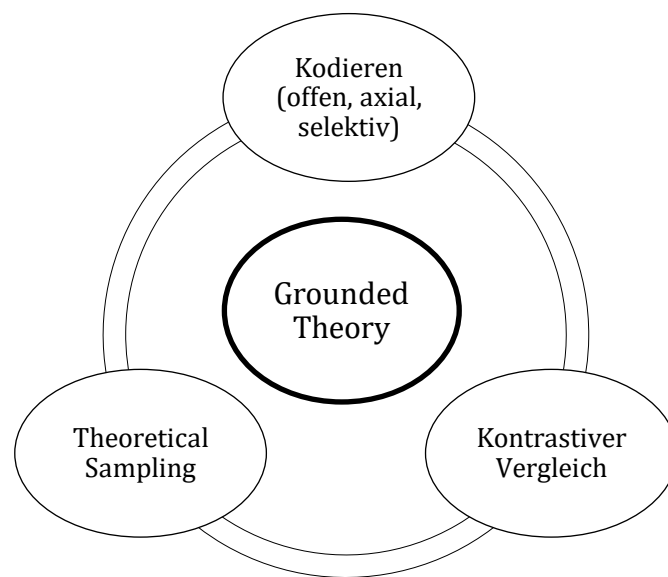 Kodieren
(offen, axial,
selektiv)
Grounded
Theory
Theoretical
Sampling
Kontrastiver
Vergleich